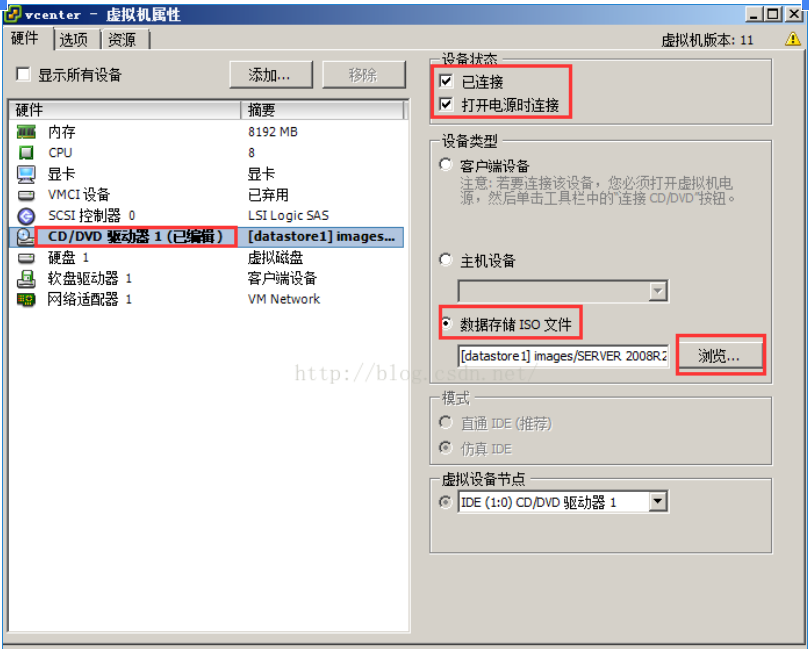 vcenter - 虚拟机属性
硬件 选项 资源 虚拟机版本: 11
显示所有设备 添加... 移除
硬件 摘要
内存 8192 MB
CPU 8
显卡 显卡
VMCI 设备 已弃用
SCSI 控制器 0 LSI Logic SAS
CD/DVD 驱动器 1 (已编辑) [datastore1] images...
硬盘 1 虚拟磁盘
软盘驱动器 1 客户端设备
网络适配器 1 VM Network
设备状态
已连接
打开电源时连接
设备类型
客户端设备
注意: 若要连接该设备，您必须打开虚拟机电
源，然后单击工具栏中的"连接 CD/DVD"按钮。
主机设备
数据存储 ISO 文件
[datastore1] images/SERVER 2008R2 浏览...
http://blog.csdn.net/
模式
直通 IDE (推荐)
仿真 IDE
虚拟设备节点
IDE (1:0) CD/DVD 驱动器 1